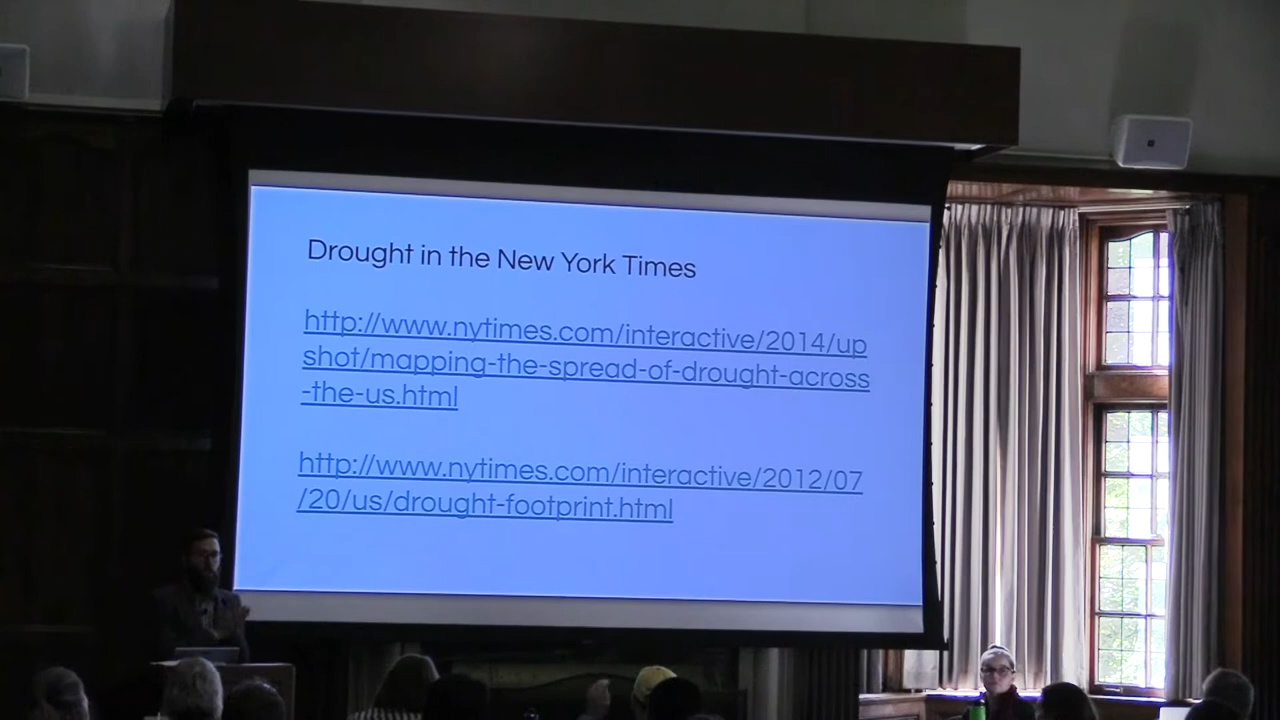 Drought in the New York Times
http://www.nytimes.com/interactive/2014/up
shot/mapping-the-spread-of-drought-across
-the-us.html
http://www.nytimes.com/interactive/2012/07
/20/us/drought-footprint.html